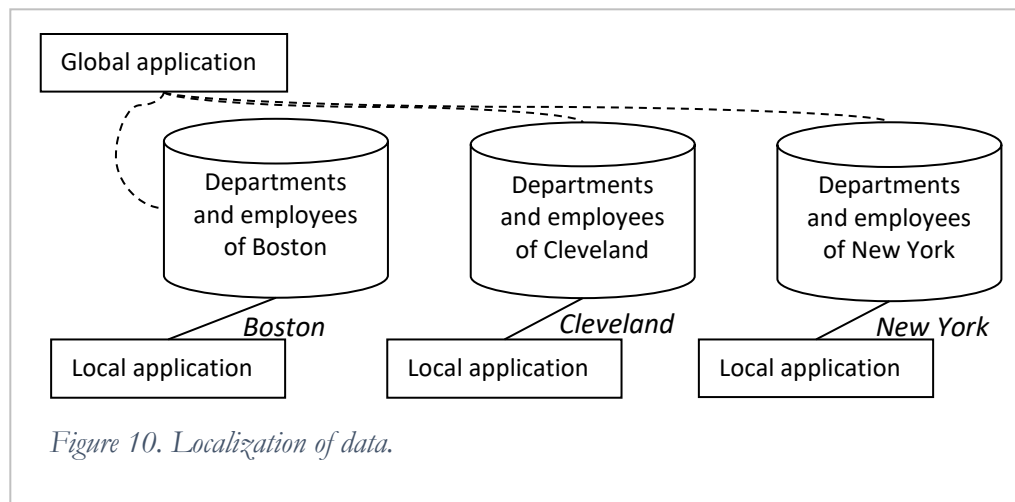 Global application
Departments
and employees
of Boston
Departments
and employees
of Cleveland
Departments
and employees
of New York
Boston
Cleveland
New York
Local application
Local application
Local application
Figure 10. Localization of data.